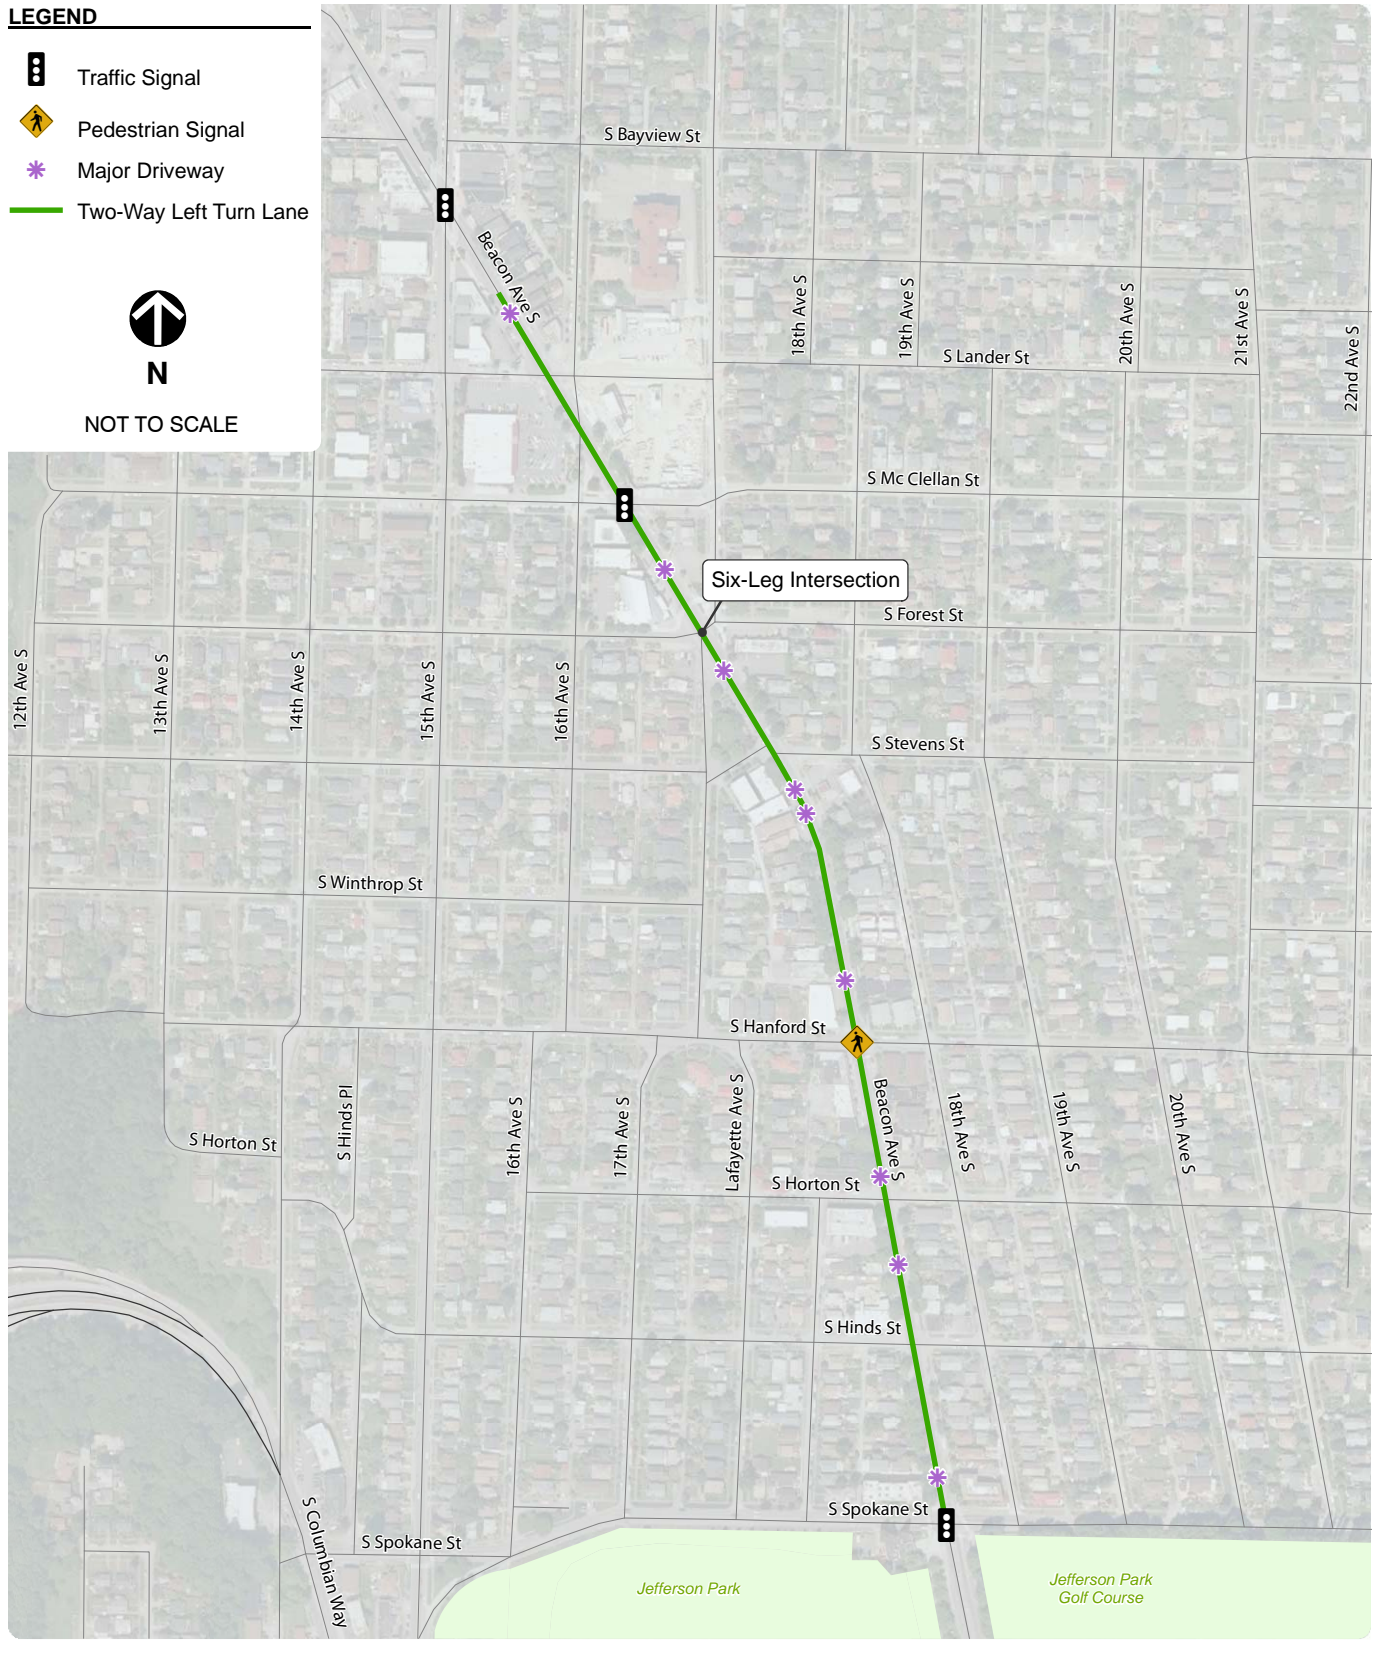 LEGEND
Traffic Signal
Pedestrian Signal
Major Driveway
Two-Way Left Turn Lane
N
NOT TO SCALE
S Bayview St
Beacon Ave S
18th Ave S
19th Ave S
20th Ave S
21st Ave S
22nd Ave S
S Lander St
S Mc Clellan St
Six-Leg Intersection
S Forest St
12th Ave S
13th Ave S
14th Ave S
15th Ave S
16th Ave S
S Stevens St
S Winthrop St
S Hanford St
S Horton St
S Hinds Pl
16th Ave S
17th Ave S
Lafayette Ave S
Beacon Ave S
18th Ave S
19th Ave S
20th Ave S
S Horton St
S Hinds St
S Spokane St
S Columbian Way
S Spokane St
Jefferson Park
Jefferson Park
Golf Course